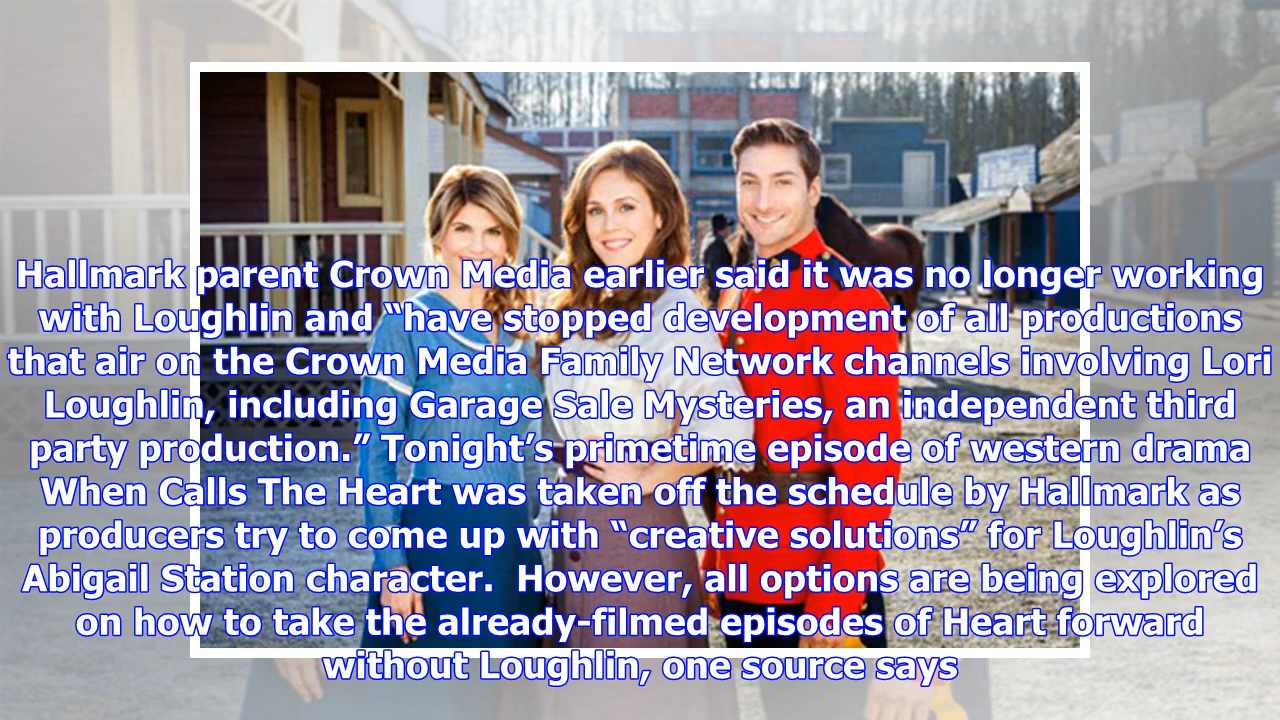 Hallmark parent Crown Media earlier said it was no longer working
with Loughlin and “have stopped development of all productions
that air on the Crown Media Family Network channels involving Lori
Loughlin, including Garage Sale Mysteries, an independent third
party production.” Tonight’s primetime episode of western drama
When Calls The Heart was taken off the schedule by Hallmark as
producers try to come up with “creative solutions” for Loughlin’s
Abigail Station character.  However, all options are being explored
on how to take the already-filmed episodes of Heart forward
without Loughlin, one source says